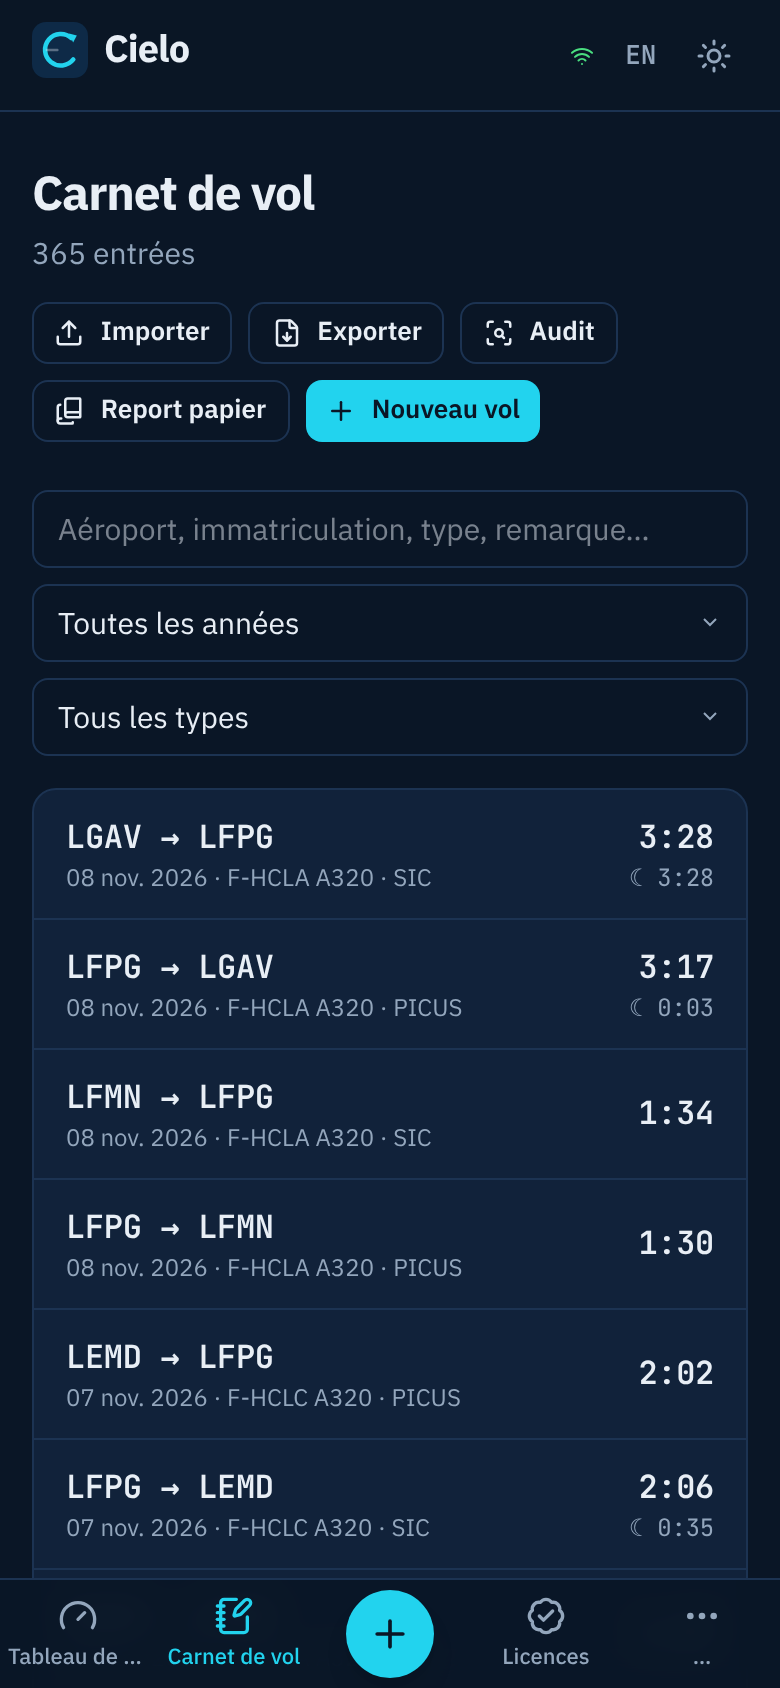 Cielo
EN
Carnet de vol
365 entrées
Importer
Exporter
Audit
Report papier
+ Nouveau vol
Aéroport, immatriculation, type, remarque...
Toutes les années
Tous les types
LGAV → LFPG 3:28
08 nov. 2026 · F-HCLA A320 · SIC ☾ 3:28
LFPG → LGAV 3:17
08 nov. 2026 · F-HCLA A320 · PICUS ☾ 0:03
LFMN → LFPG 1:34
08 nov. 2026 · F-HCLA A320 · SIC
LFPG → LFMN 1:30
08 nov. 2026 · F-HCLA A320 · PICUS
LEMD → LFPG 2:02
07 nov. 2026 · F-HCLC A320 · PICUS
LFPG → LEMD 2:06
07 nov. 2026 · F-HCLC A320 · SIC ☾ 0:35
Tableau de ...
Carnet de vol
+
Licences
...